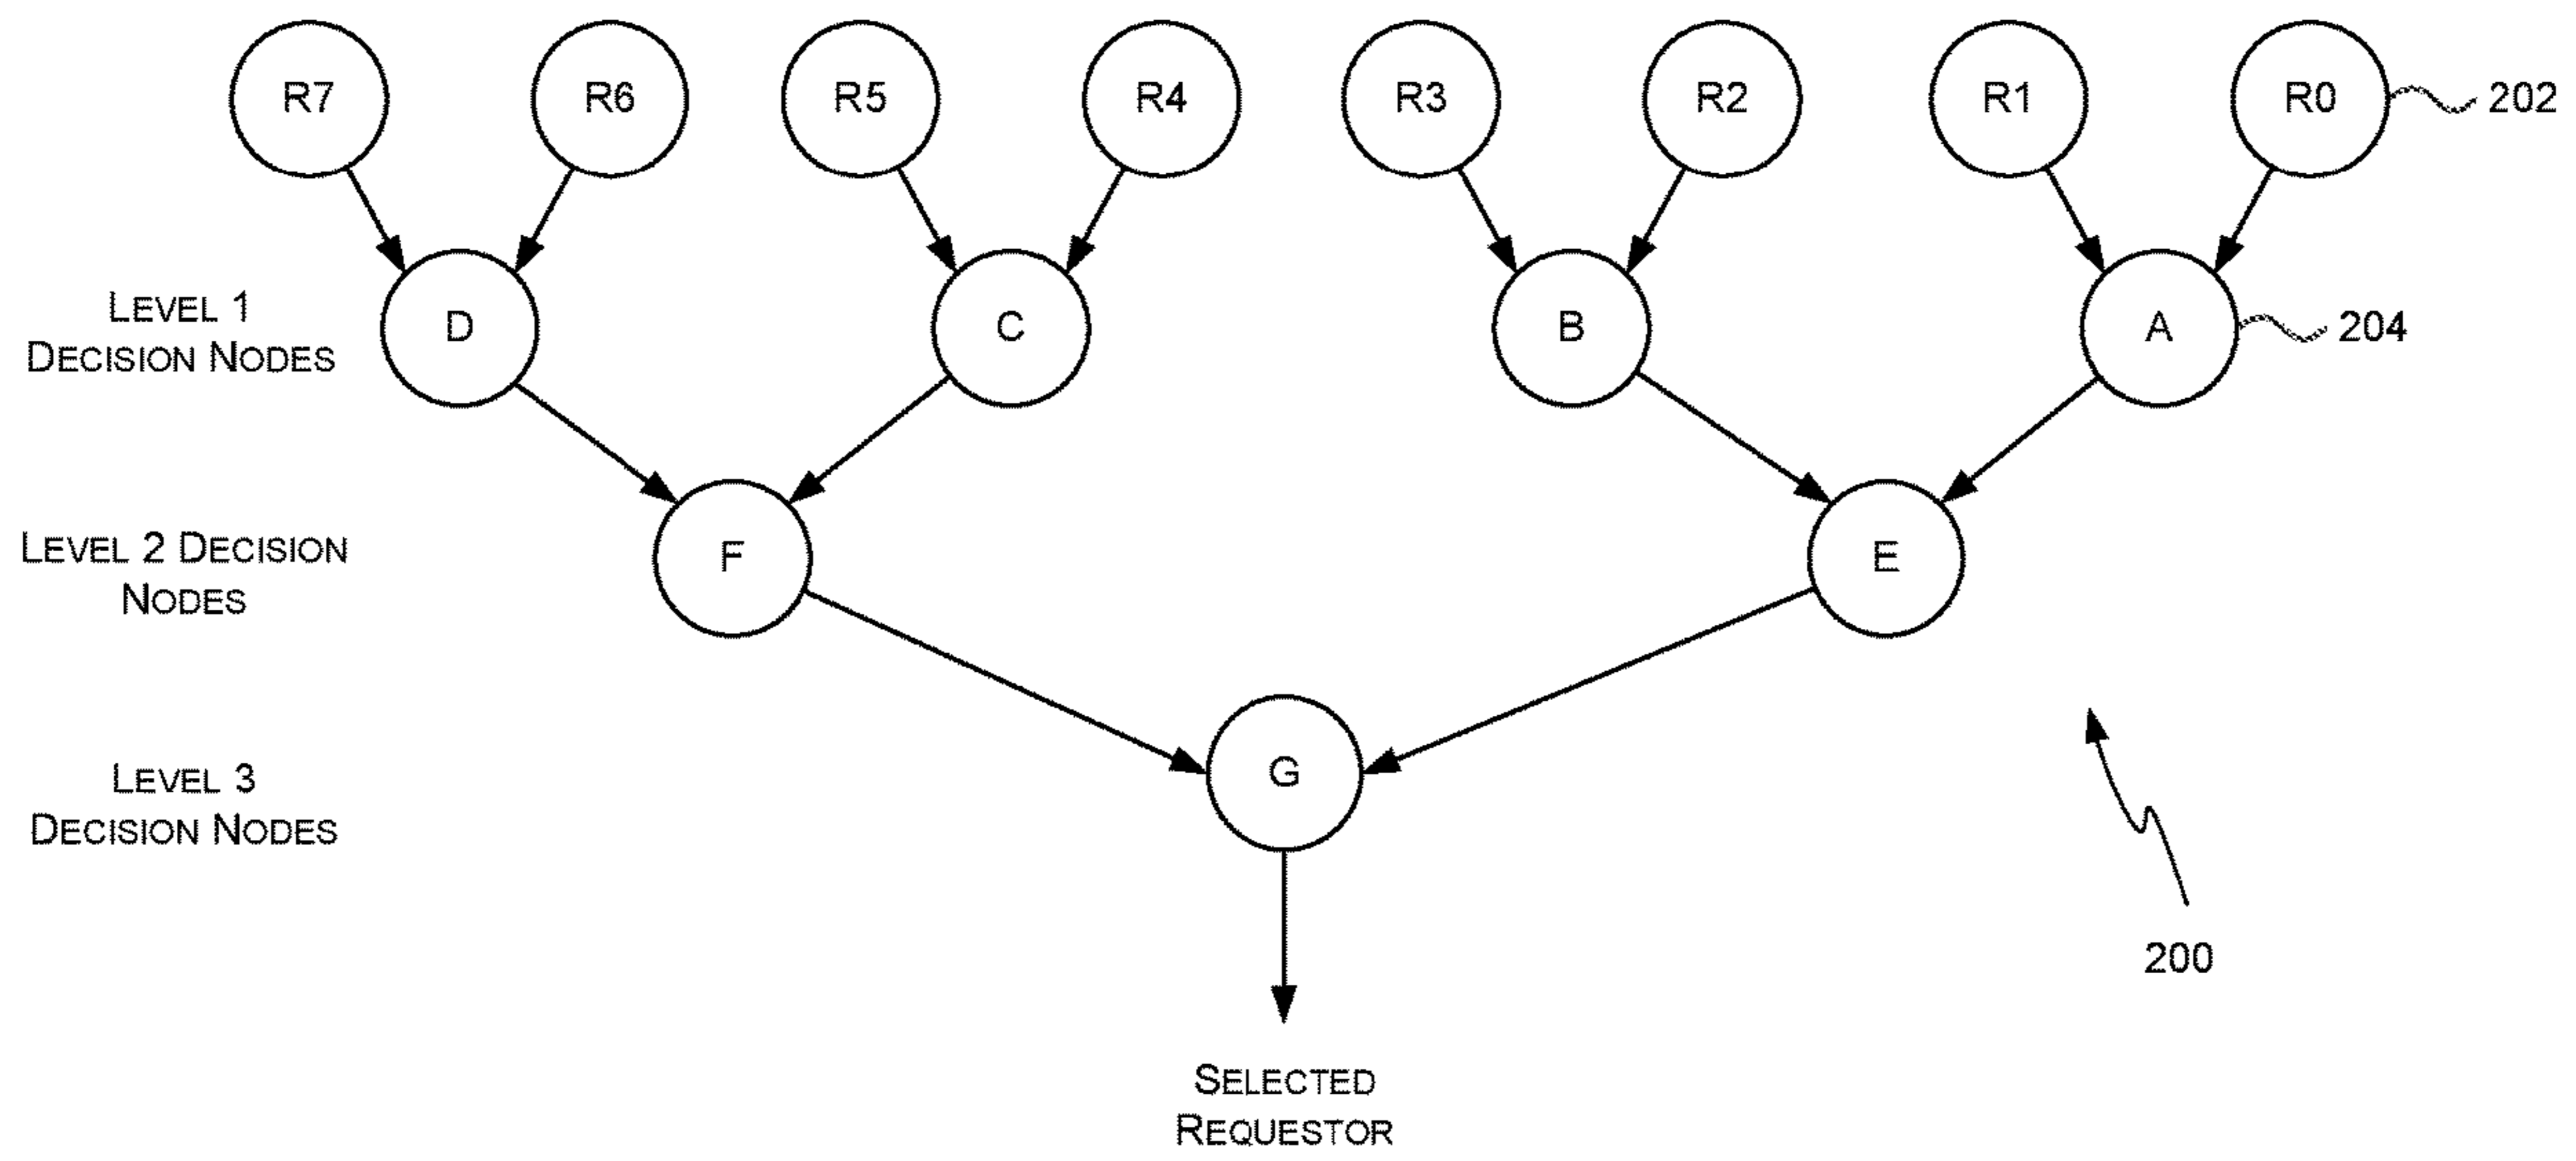 R7 R6 R5 R4 R3 R2 R1 R0 202
LEVEL 1
DECISION NODES
D C B A 204
LEVEL 2 DECISION
NODES
F E
LEVEL 3
DECISION NODES
G
200
SELECTED
REQUESTOR